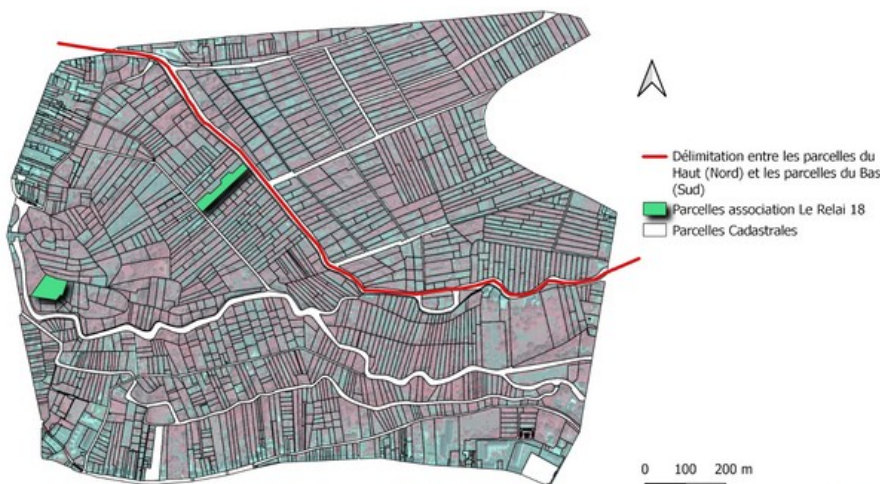 Délimitation entre les parcelles du
Haut (Nord) et les parcelles du Bas
(Sud)
Parcelles association Le Relai 18
Parcelles Cadastrales
0 100 200 m